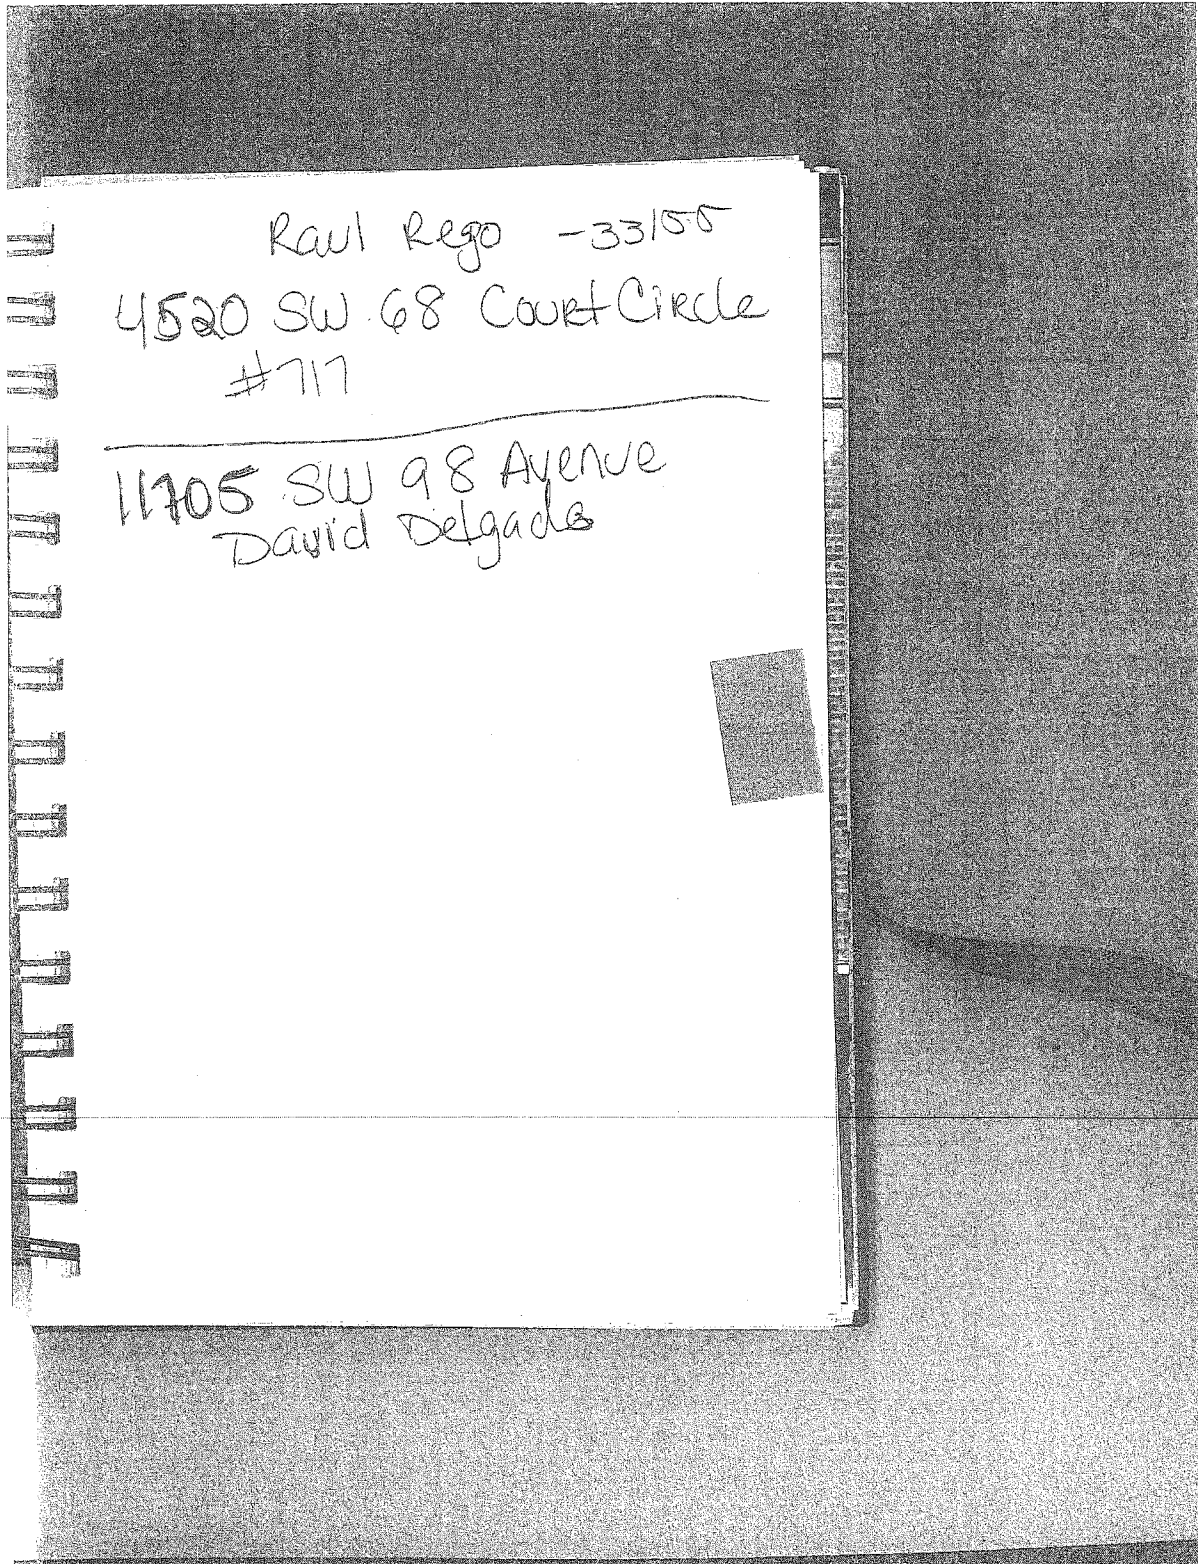 Raul Rego - 33155
4520 SW 68 Court Circle
#717
11705 SW 98 Avenue
David Delgado